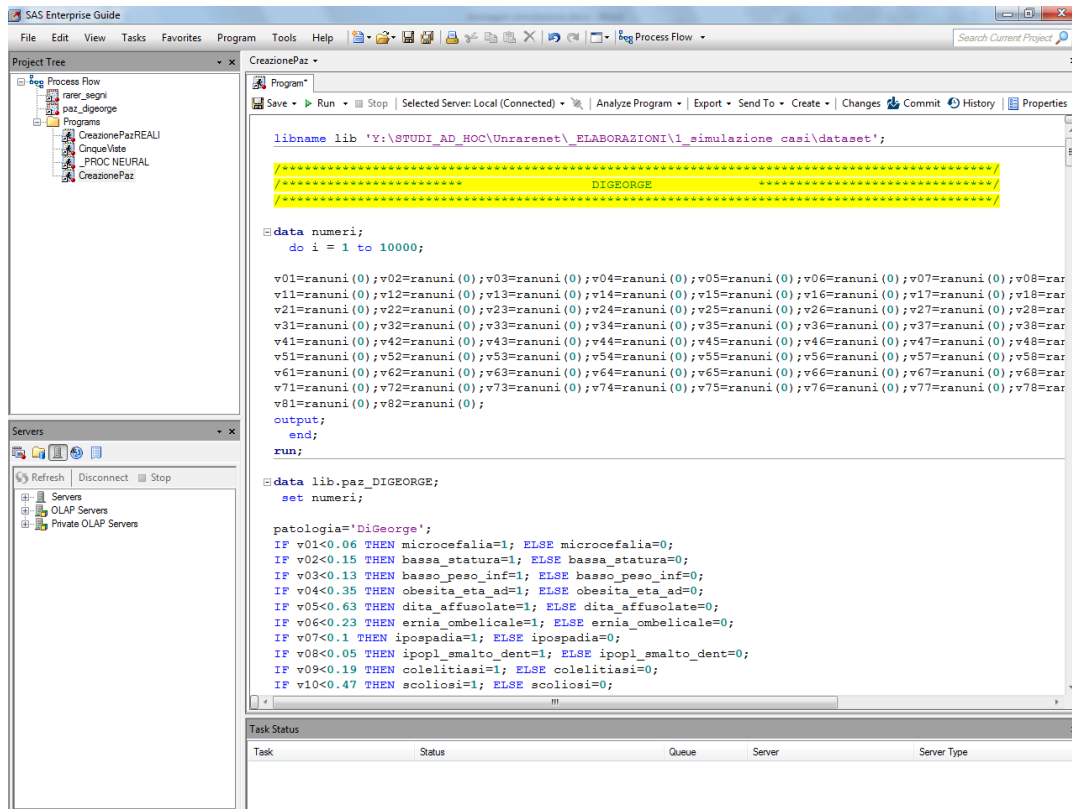 SAS Enterprise Guide
File Edit View Tasks Favorites Program Tools Help Process Flow Search Current Project
Project Tree
Process Flow
rarer_segni
paz_digeorge
Programs
CreazionePazREALI
CinqueViste
_PROC NEURAL
CreazionePaz
Servers
Refresh Disconnect Stop
Servers
OLAP Servers
Private OLAP Servers
CreazionePaz
Program*
Save Run Stop Selected Server: Local (Connected) Analyze Program Export Send To Create Changes Commit History Properties
libname lib 'Y:\STUDI_AD_HOC\Unrarenet\_ELABORAZIONI\1_simulazione casi\dataset';
/***********************************************************************************************/
/************************ DIGEORGE *******************************/
/***********************************************************************************************/
data numeri;
do i = 1 to 10000;
v01=ranuni(0);v02=ranuni(0);v03=ranuni(0);v04=ranuni(0);v05=ranuni(0);v06=ranuni(0);v07=ranuni(0);v08=ran
v11=ranuni(0);v12=ranuni(0);v13=ranuni(0);v14=ranuni(0);v15=ranuni(0);v16=ranuni(0);v17=ranuni(0);v18=ran
v21=ranuni(0);v22=ranuni(0);v23=ranuni(0);v24=ranuni(0);v25=ranuni(0);v26=ranuni(0);v27=ranuni(0);v28=ran
v31=ranuni(0);v32=ranuni(0);v33=ranuni(0);v34=ranuni(0);v35=ranuni(0);v36=ranuni(0);v37=ranuni(0);v38=ran
v41=ranuni(0);v42=ranuni(0);v43=ranuni(0);v44=ranuni(0);v45=ranuni(0);v46=ranuni(0);v47=ranuni(0);v48=ran
v51=ranuni(0);v52=ranuni(0);v53=ranuni(0);v54=ranuni(0);v55=ranuni(0);v56=ranuni(0);v57=ranuni(0);v58=ran
v61=ranuni(0);v62=ranuni(0);v63=ranuni(0);v64=ranuni(0);v65=ranuni(0);v66=ranuni(0);v67=ranuni(0);v68=ran
v71=ranuni(0);v72=ranuni(0);v73=ranuni(0);v74=ranuni(0);v75=ranuni(0);v76=ranuni(0);v77=ranuni(0);v78=ran
v81=ranuni(0);v82=ranuni(0);
output;
end;
run;
data lib.paz_DIGEORGE;
set numeri;
patologia='DiGeorge';
IF v01<0.06 THEN microcefalia=1; ELSE microcefalia=0;
IF v02<0.15 THEN bassa_statura=1; ELSE bassa_statura=0;
IF v03<0.13 THEN basso_peso_inf=1; ELSE basso_peso_inf=0;
IF v04<0.35 THEN obesita_eta_ad=1; ELSE obesita_eta_ad=0;
IF v05<0.63 THEN dita_affusolate=1; ELSE dita_affusolate=0;
IF v06<0.23 THEN ernia_ombelicale=1; ELSE ernia_ombelicale=0;
IF v07<0.1 THEN ipospadia=1; ELSE ipospadia=0;
IF v08<0.05 THEN ipopl_smalto_dent=1; ELSE ipopl_smalto_dent=0;
IF v09<0.19 THEN colelitiasi=1; ELSE colelitiasi=0;
IF v10<0.47 THEN scoliosi=1; ELSE scoliosi=0;
Task Status
Task Status Queue Server Server Type